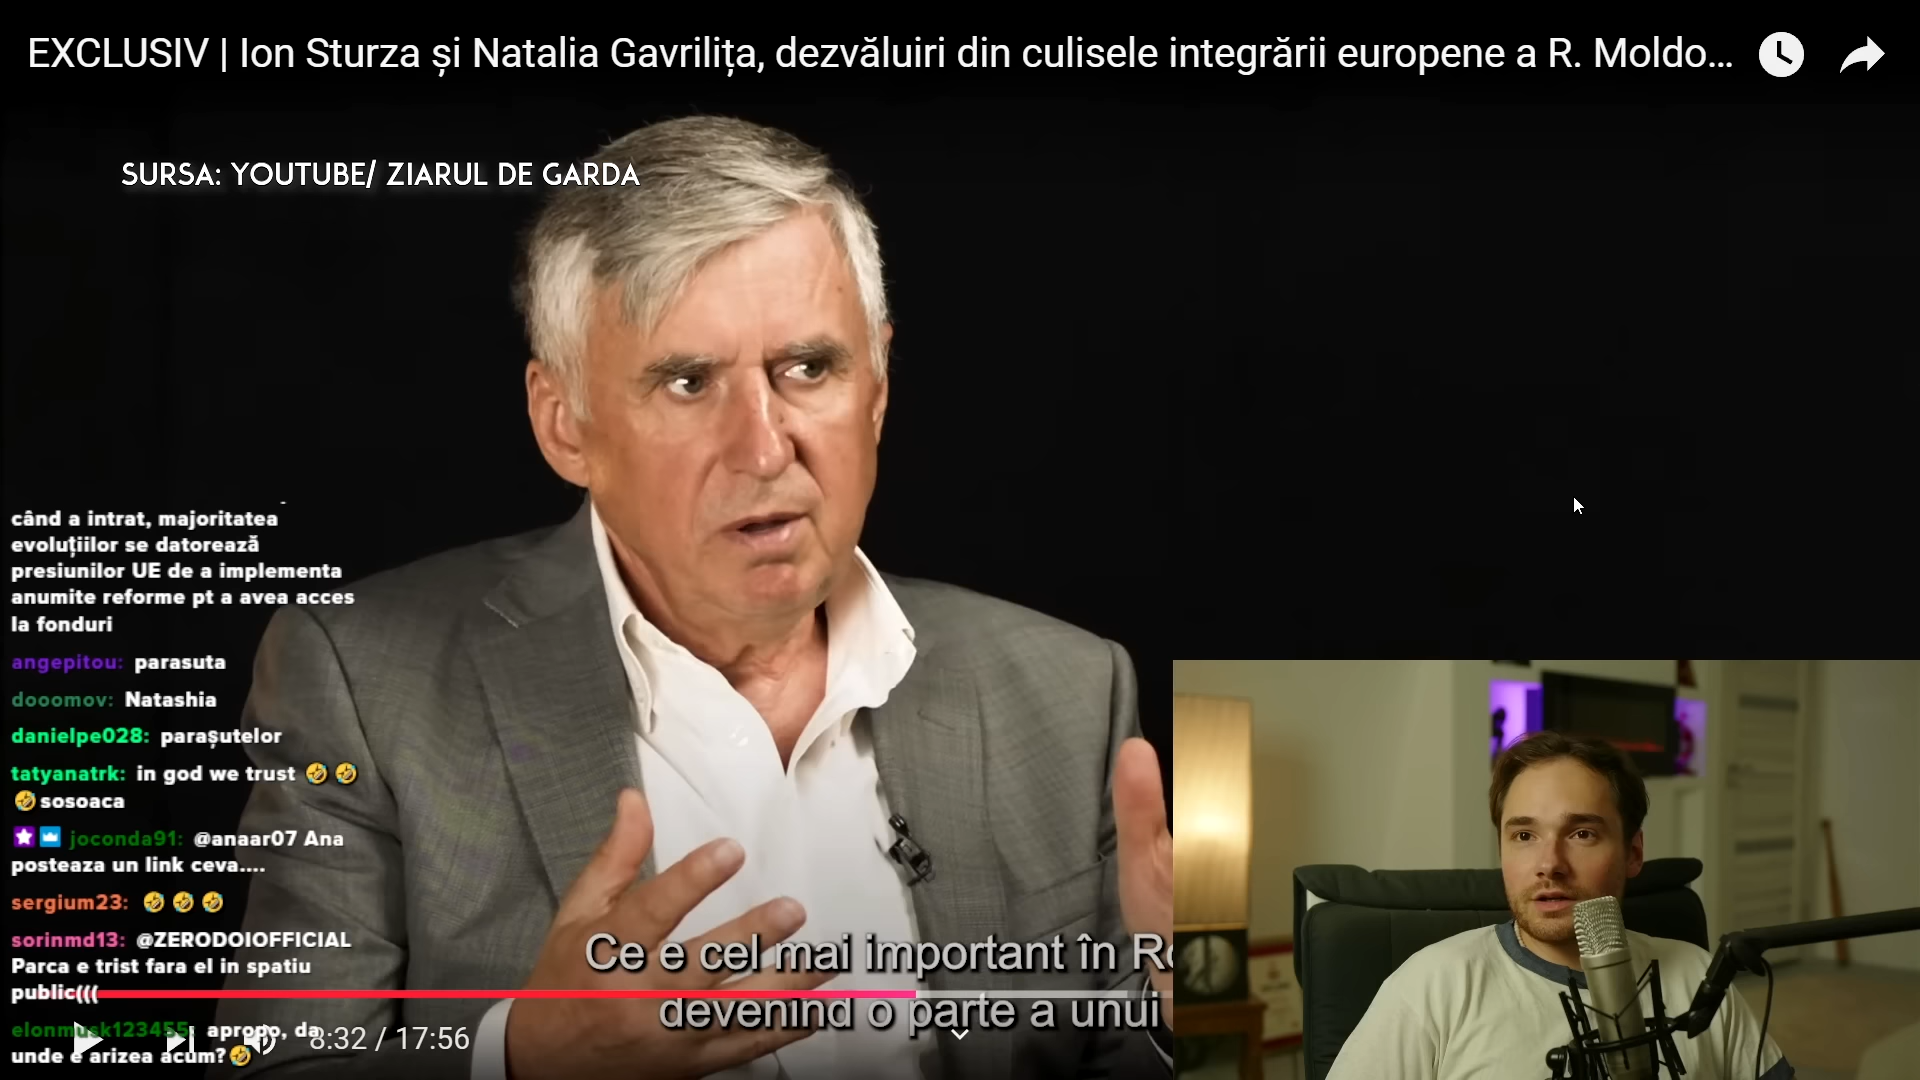 EXCLUSIV | Ion Sturza și Natalia Gavrilița, dezvăluiri din culisele integrării europene a R. Moldo...
SURSA: YOUTUBE/ ZIARUL DE GARDA
când a intrat, majoritatea
evoluțiilor se datorează
presiunilor UE de a implementa
anumite reforme pt a avea acces
la fonduri
angepitou: parasuta
dooomov: Natashia
danielpe028: parașutelor
tatyanatrk: in god we trust 🤣 🤣
🤣 sosoaca
joconda91: @anaar07 Ana
posteaza un link ceva....
sergium23: 🤣 🤣 🤣
sorinmd13: @ZERODOIOFFICIAL
Parca e trist fara el in spatiu
public(((
elonmusk123455: apropo, da
unde e arizea acum? 🤣
8:32 / 17:56
Ce e cel mai important în
devenind o parte a unui